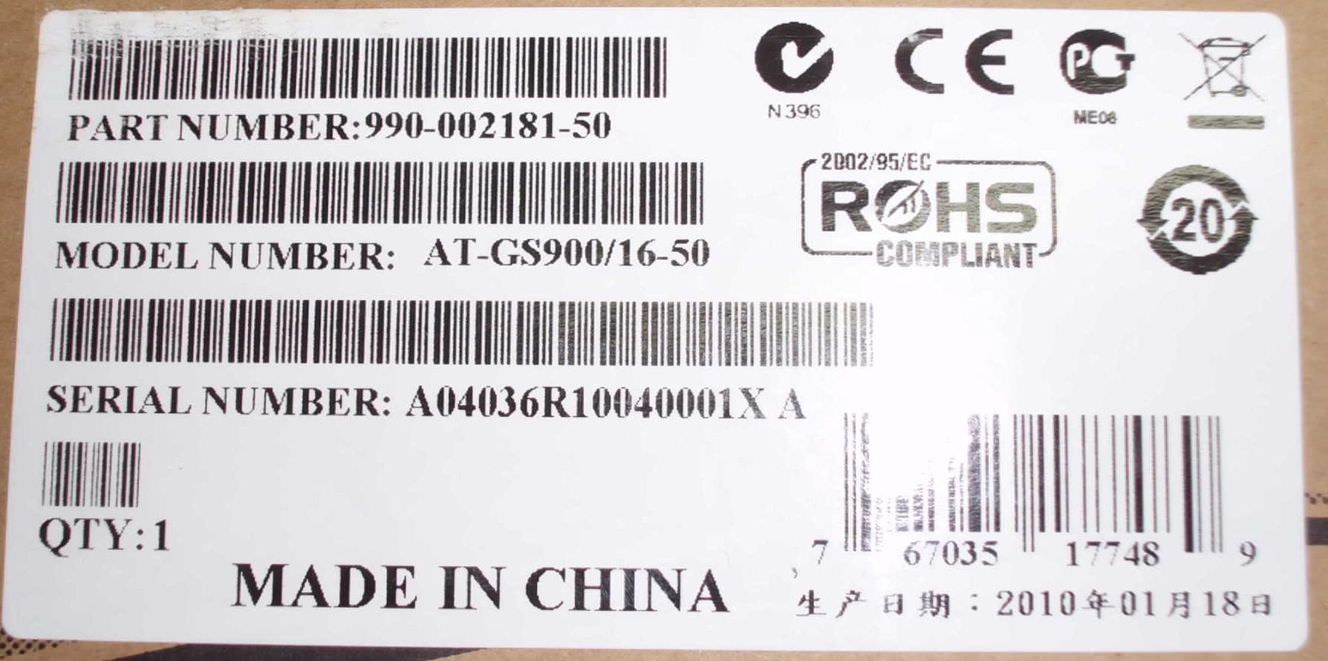 PART NUMBER:990-002181-50
N396
CE
PCT
ME06
MODEL NUMBER: AT-GS900/16-50
2002/95/EC
ROHS
COMPLIANT
20
SERIAL NUMBER: A04036R10040001X A
QTY:1
7 67035 17748 9
MADE IN CHINA
生产日期：2010年01月18日